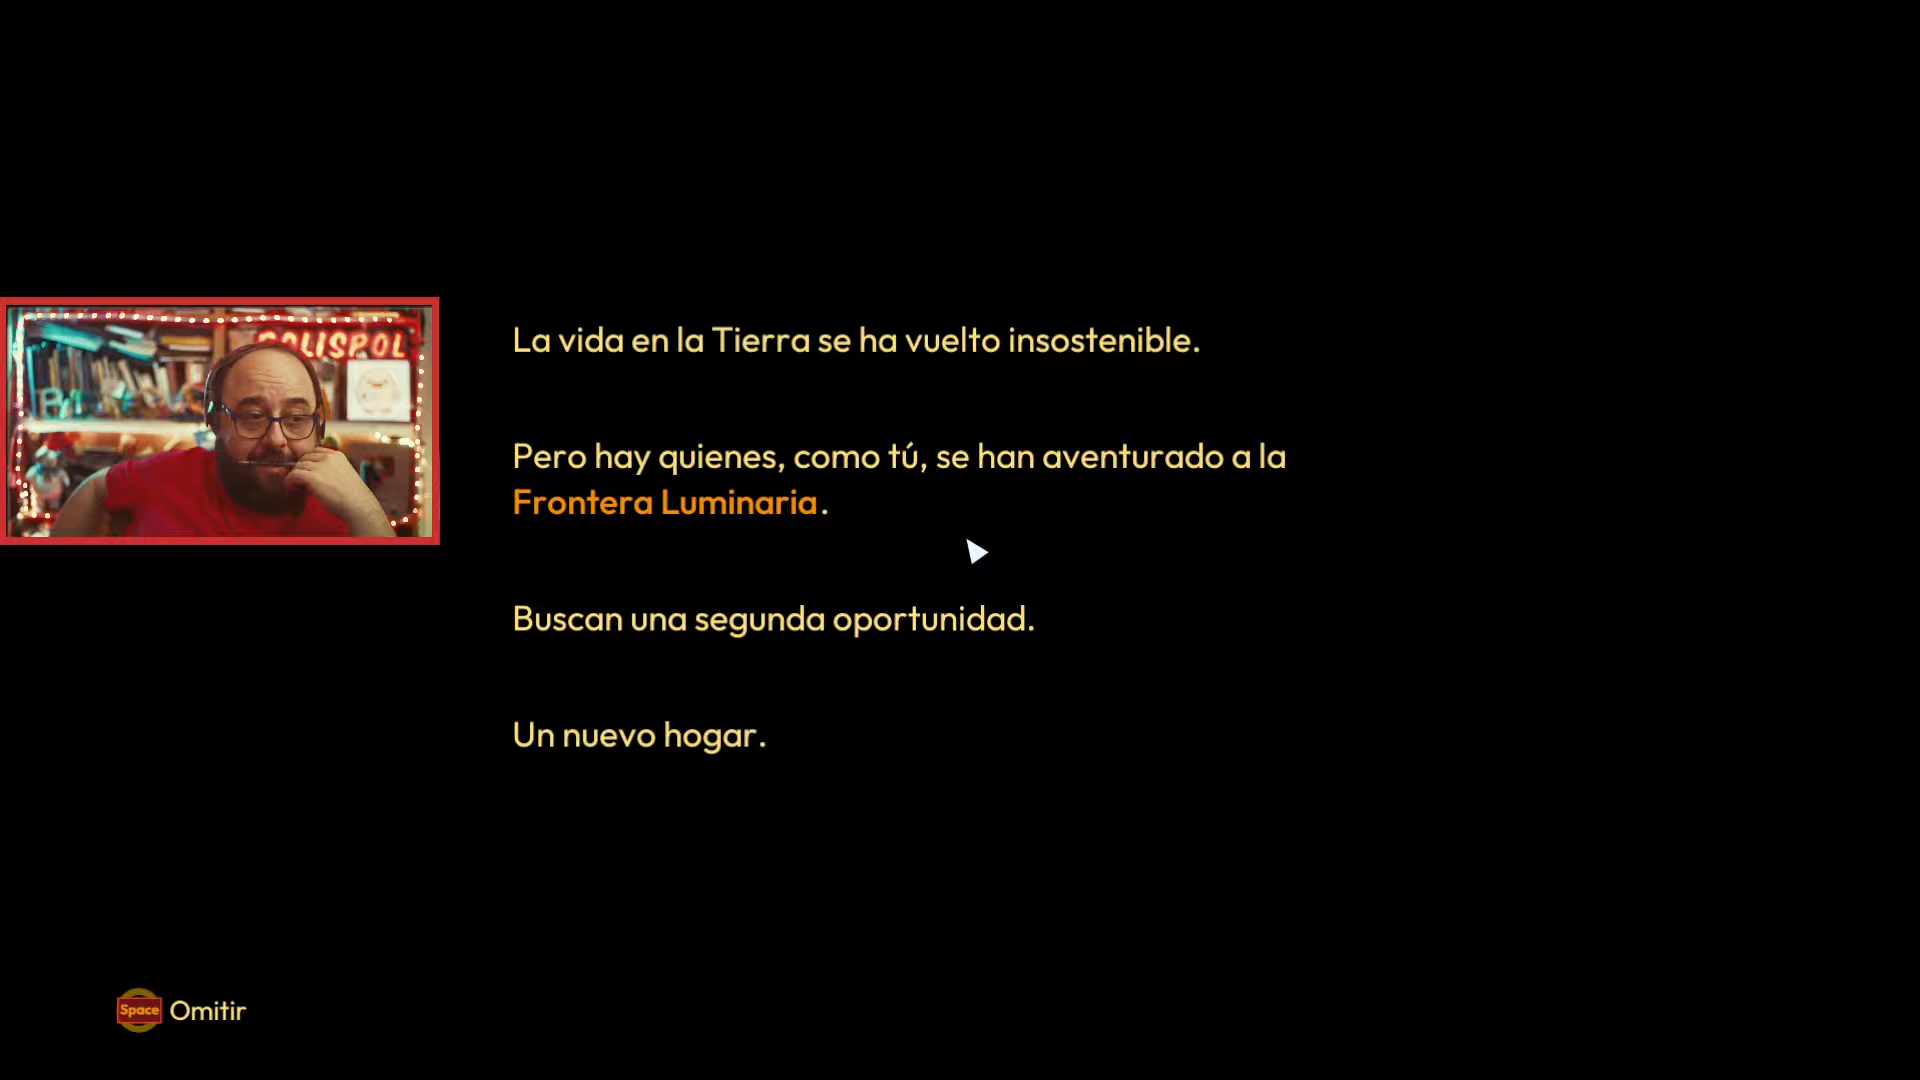 La vida en la Tierra se ha vuelto insostenible.
Pero hay quienes, como tú, se han aventurado a la
Frontera Luminaria.
Buscan una segunda oportunidad.
Un nuevo hogar.
Space Omitir